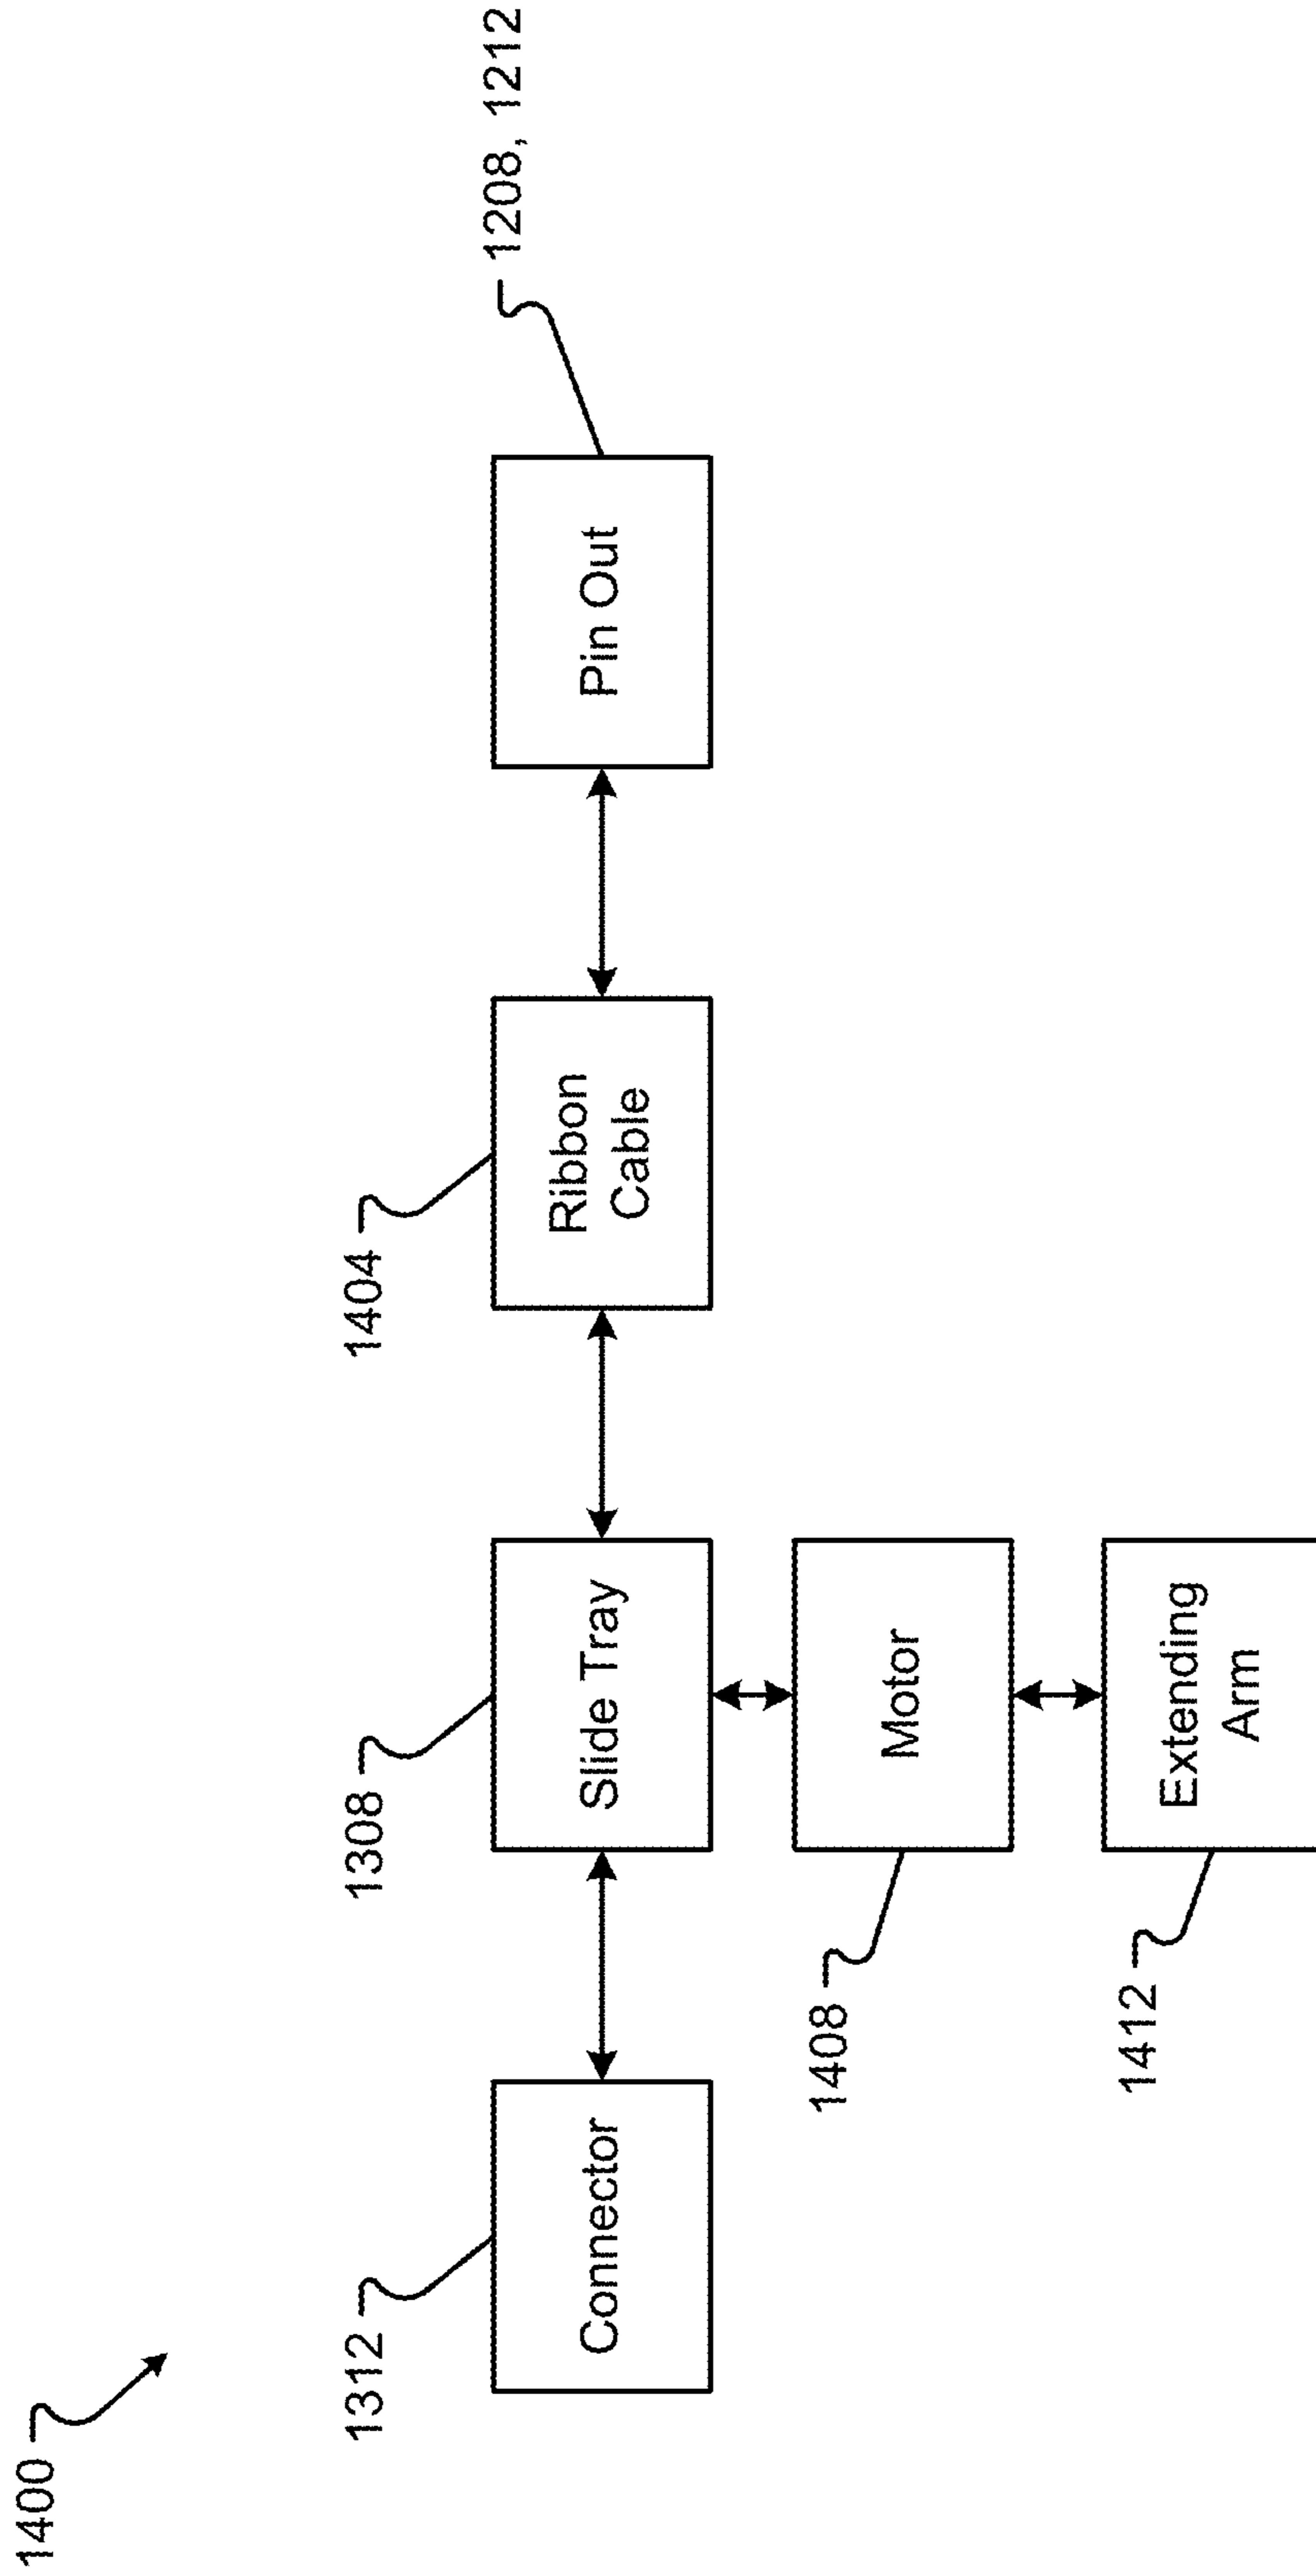 1400
1312
1308
1404
1208, 1212
Connector
Slide Tray
Ribbon
Cable
Pin Out
1408
Motor
1412
Extending
Arm